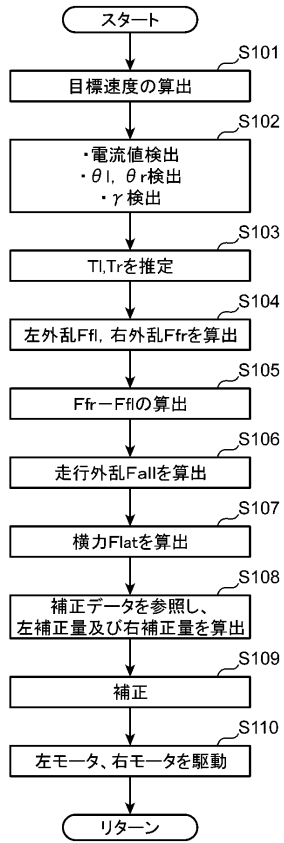 スタート
S101
目標速度の算出
S102
・電流値検出
・θl, θr検出
・γ検出
S103
Tl,Trを推定
S104
左外乱Ffl, 右外乱Ffrを算出
S105
Ffr−Fflの算出
S106
走行外乱Fallを算出
S107
横力Flatを算出
S108
補正データを参照し、
左補正量及び右補正量を算出
S109
補正
S110
左モータ、右モータを駆動
リターン